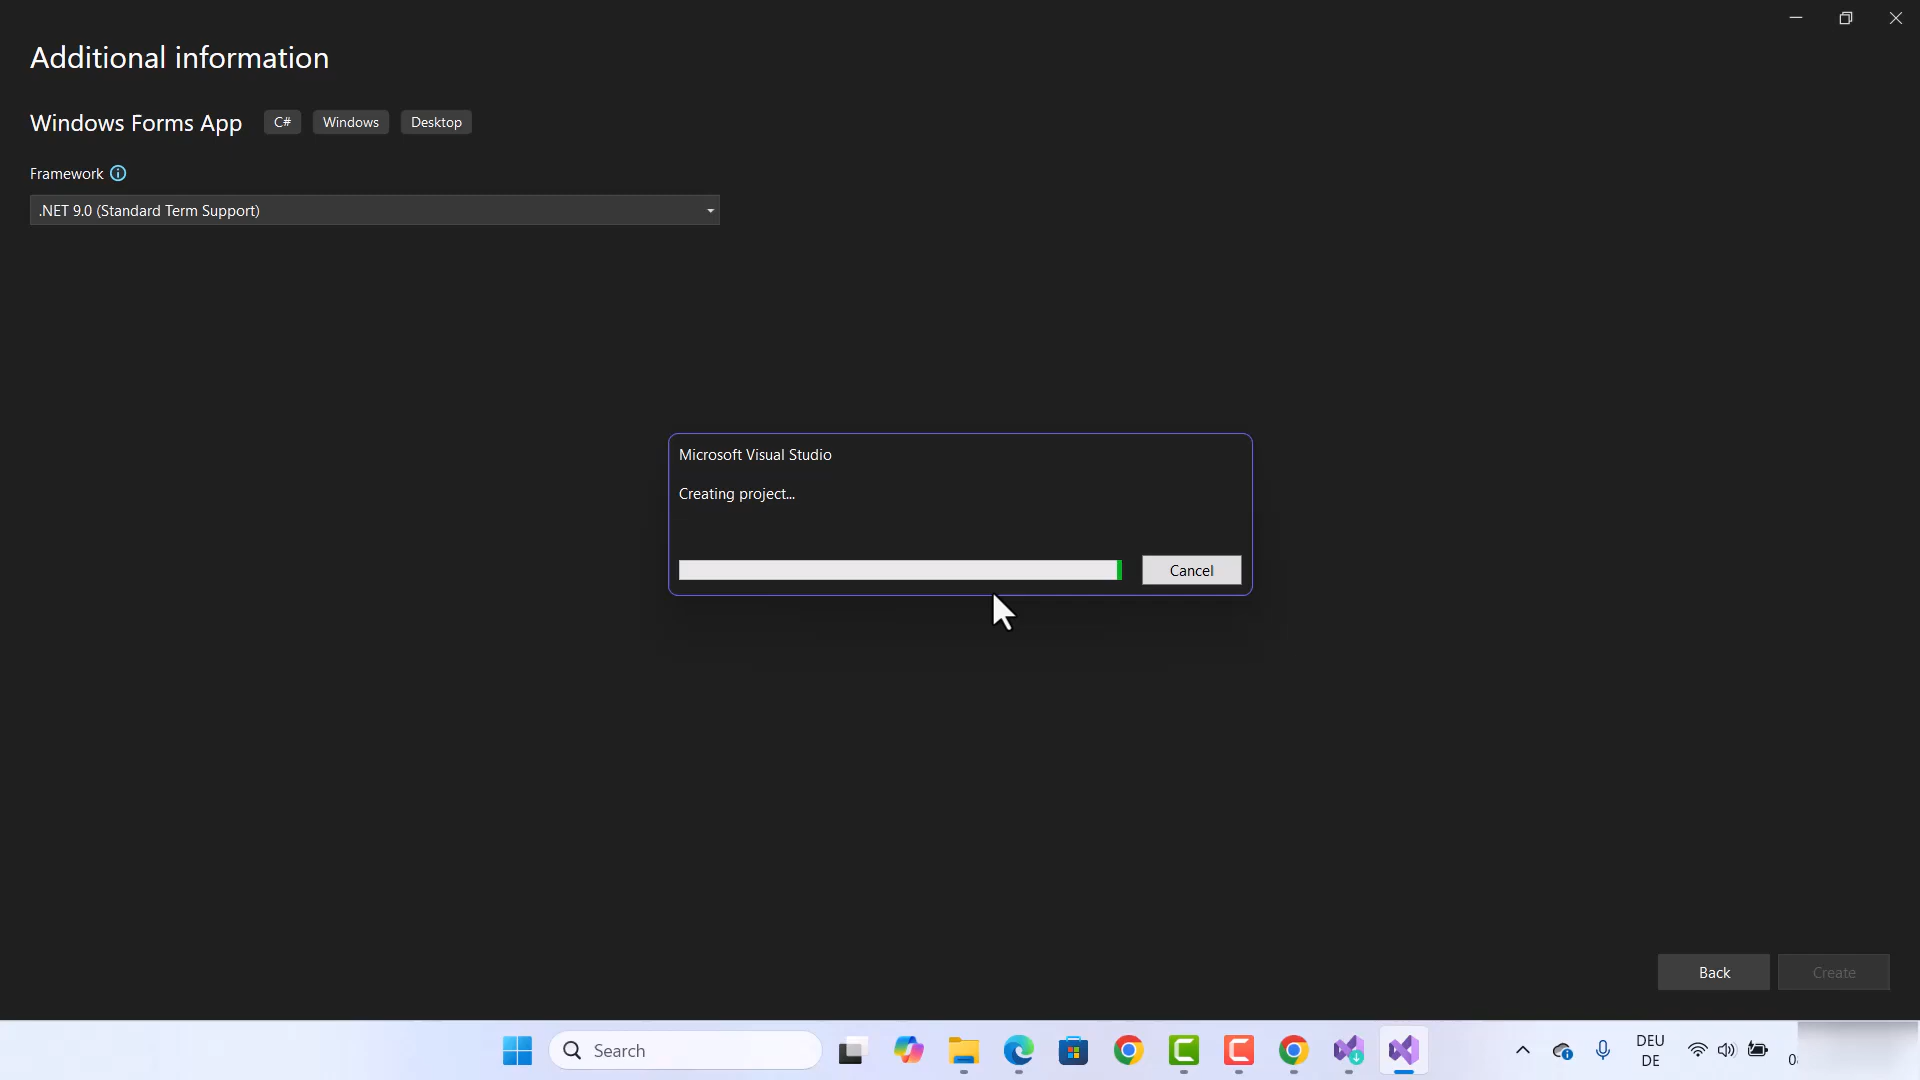 Additional information
Windows Forms App C# Windows Desktop
Framework
.NET 9.0 (Standard Term Support)
Microsoft Visual Studio
Creating project...
Cancel
Back Create
Search
DEU
DE